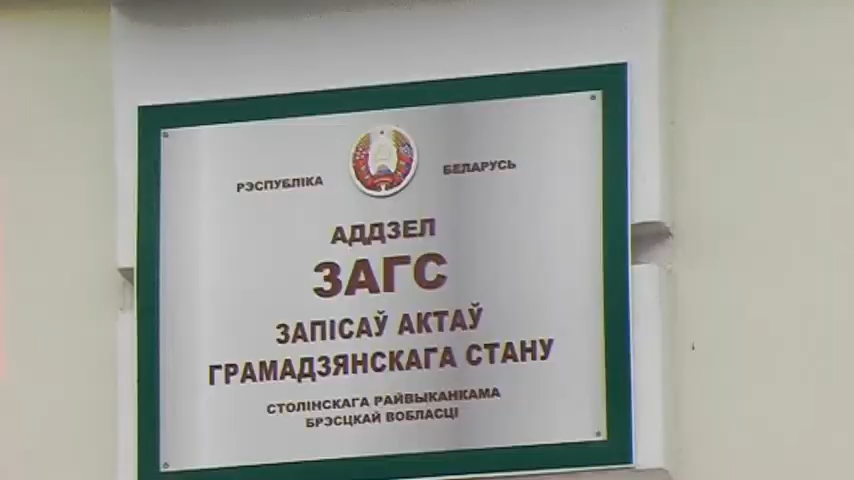 РЭСПУБЛІКА БЕЛАРУСЬ
АДДЗЕЛ
ЗАГС
ЗАПІСАЎ АКТАЎ
ГРАМАДЗЯНСКАГА СТАНУ
СТОЛІНСКАГА РАЙВЫКАНКАМА
БРЭСЦКАЙ ВОБЛАСЦІ